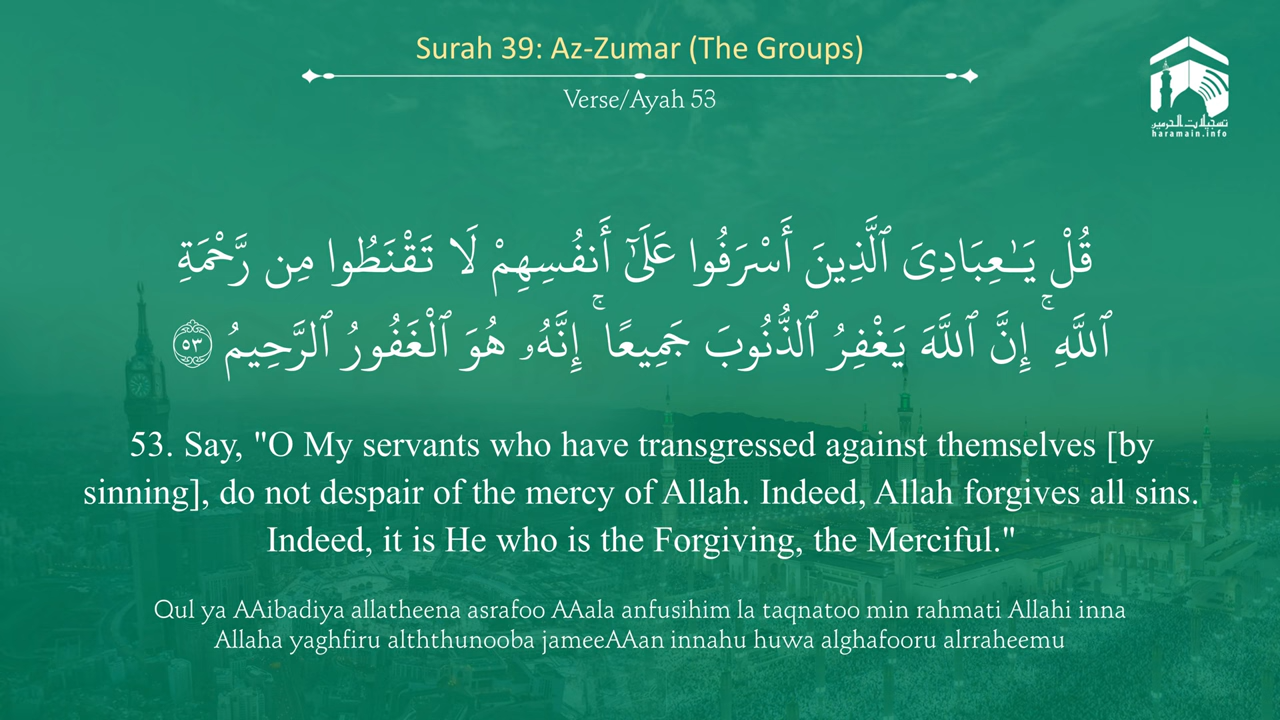 Surah 39: Az-Zumar (The Groups)
Verse/Ayah 53
تسجيلات الحرمين
haramain.info
قُلْ يَـٰعِبَادِىَ ٱلَّذِينَ أَسْرَفُوا عَلَىٰٓ أَنفُسِهِمْ لَا تَقْنَطُوا مِن رَّحْمَةِ
ٱللَّهِ ۚ إِنَّ ٱللَّهَ يَغْفِرُ ٱلذُّنُوبَ جَمِيعًا ۚ إِنَّهُۥ هُوَ ٱلْغَفُورُ ٱلرَّحِيمُ ٥٣
53. Say, "O My servants who have transgressed against themselves [by
sinning], do not despair of the mercy of Allah. Indeed, Allah forgives all sins.
Indeed, it is He who is the Forgiving, the Merciful."
Qul ya AAibadiya allatheena asrafoo AAala anfusihim la taqnatoo min rahmati Allahi inna
Allaha yaghfiru alththunooba jameeAAan innahu huwa alghafooru alrraheemu